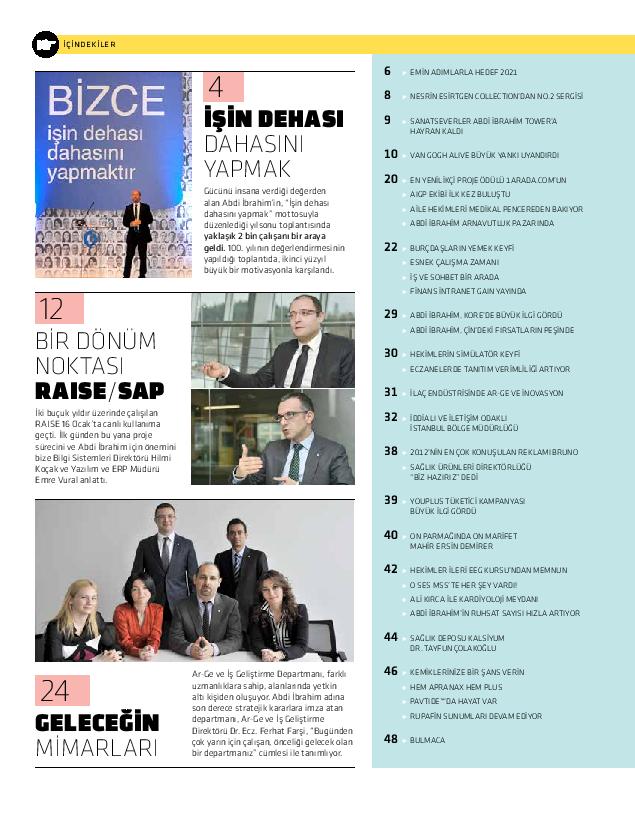 İÇİNDEKİLER
BİZCE
işin dehası
dahasını
yapmaktır
4
İŞİN DEHASI
DAHASINI
YAPMAK
Gücünü insana verdiği değerden
alan Abdi İbrahim’in, “İşin dehası
dahasını yapmak” mottosuyla
düzenlediği yılsonu toplantısında
yaklaşık 2 bin çalışanı bir araya
geldi. 100. yılının değerlendirmesinin
yapıldığı toplantıda, ikinci yüzyıl
büyük bir motivasyonla karşılandı.
12
BİR DÖNÜM
NOKTASI
RAISE/SAP
İki buçuk yıldır üzerinde çalışılan
RAISE 16 Ocak’ta canlı kullanıma
geçti. İlk günden bu yana proje
sürecini ve Abdi İbrahim için önemini
bize Bilgi Sistemleri Direktörü Hilmi
Koçak ve Yazılım ve ERP Müdürü
Emre Vural anlattı.
24
GELECEĞİN
MİMARLARI
Ar-Ge ve İş Geliştirme Departmanı, farklı
uzmanlıklara sahip, alanlarında yetkin
altı kişiden oluşuyor. Abdi İbrahim adına
son derece stratejik kararlara imza atan
departmanı, Ar-Ge ve İş Geliştirme
Direktörü Dr. Ecz. Ferhat Farşi, “Bugünden
çok yarın için çalışan, önceliği gelecek olan
bir departmanız” cümlesi ile tanımlıyor.
6 EMİN ADIMLARLA HEDEF 2021
8 NESRİN ESİRTGEN COLLECTION’DAN NO.2 SERGİSİ
9 SANATSEVERLER ABDİ İBRAHİM TOWER’A
HAYRAN KALDI
10 VAN GOGH ALIVE BÜYÜK YANKI UYANDIRDI
20 EN YENİLİKÇİ PROJE ÖDÜLÜ 1ARADA.COM’UN
AIGP EKİBİ İLK KEZ BULUŞTU
AİLE HEKİMLERİ MEDİKAL PENCEREDEN BAKIYOR
ABDİ İBRAHİM ARNAVUTLUK PAZARINDA
22 BURÇDAŞLARIN YEMEK KEYFİ
ESNEK ÇALIŞMA ZAMANI
İŞ VE SOHBET BİR ARADA
FİNANS İNTRANET GAIN YAYINDA
29 ABDİ İBRAHİM, KORE’DE BÜYÜK İLGİ GÖRDÜ
ABDİ İBRAHİM, ÇİN’DEKİ FIRSATLARIN PEŞİNDE
30 HEKİMLERİN SİMÜLATÖR KEYFİ
ECZANELERDE TANITIM VERİMLİLİĞİ ARTIYOR
31 İLAÇ ENDÜSTRİSİNDE AR-GE VE İNOVASYON
32 İDDİALI VE İLETİŞİM ODAKLI
İSTANBUL BÖLGE MÜDÜRLÜĞÜ
38 2012’NİN EN ÇOK KONUŞULAN REKLAMI BRUNO
SAĞLIK ÜRÜNLERİ DİREKTÖRLÜĞÜ
“BİZ HAZIRIZ” DEDİ
39 YOUPLUS TÜKETİCİ KAMPANYASI
BÜYÜK İLGİ GÖRDÜ
40 ON PARMAĞINDA ON MARİFET
MAHİR ERSİN DEMİRER
42 HEKİMLER İLERİ EEG KURSU’NDAN MEMNUN
O SES MSS’TE HER ŞEY VARDI!
ALİ KIRCA İLE KARDİYOLOJİ MEYDANI
ABDİ İBRAHİM’İN RUHSAT SAYISI HIZLA ARTIYOR
44 SAĞLIK DEPOSU KALSİYUM
DR. TAYFUN ÇOLAKOĞLU
46 KEMİKLERİNİZE BİR ŞANS VERİN
HEM APRANAX HEM PLUS
PAVTİDE™’DA HAYAT VAR
RUPAFİN SUNUMLARI DEVAM EDİYOR
48 BULMACA